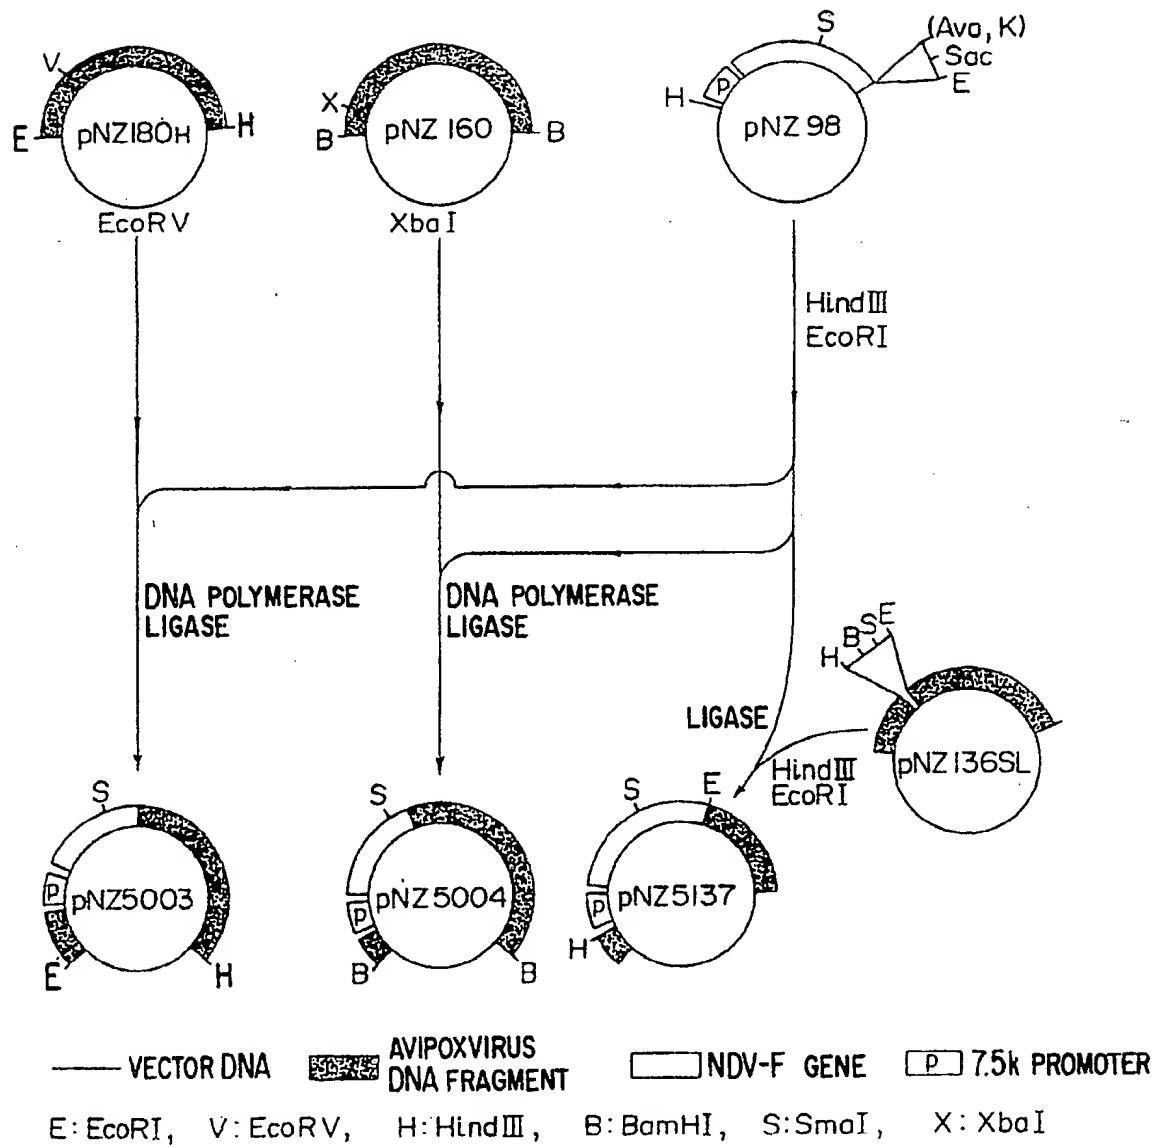 V
E
H
pNZ180H
EcoRV
X
B
B
pNZ 160
XbaI
S
P
H
(Ava, K)
Sac
E
pNZ 98
HindIII
EcoRI
DNA POLYMERASE
LIGASE
DNA POLYMERASE
LIGASE
LIGASE
H
B
S
E
pNZ136SL
HindIII
EcoRI
S
P
E
H
pNZ5003
S
P
B
B
pNZ5004
S
E
P
H
pNZ5137
VECTOR DNA
AVIPOXVIRUS
DNA FRAGMENT
NDV-F GENE
P
7.5k PROMOTER
E: EcoRI, V: EcoRV, H: HindIII, B: BamHI, S: SmaI, X: XbaI